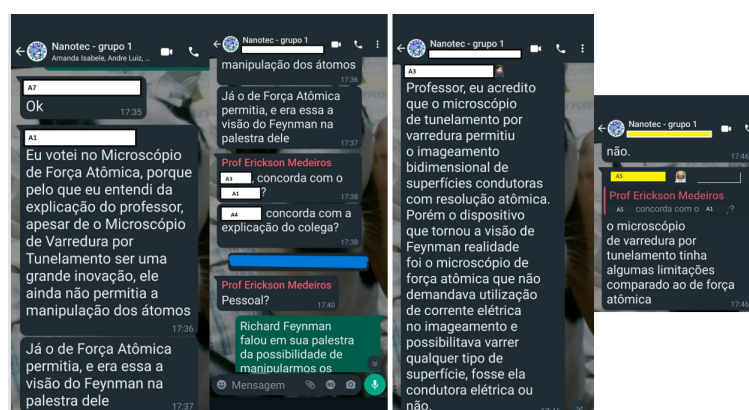 Nanotec - grupo 1
Amanda Isabele, Andre Luiz, ...
A7
Ok
17:35
A1
Eu votei no Microscópio
de Força Atômica, porque
pelo que eu entendi da
explicação do professor,
apesar de o Microscópio
de Varredura por
Tunelamento ser uma
grande inovação, ele
ainda não permitia a
manipulação dos átomos
17:36
Já o de Força Atômica
permitia, e era essa a
visão do Feynman na
palestra dele
17:37
Nanotec - grupo 1
manipulação dos átomos
17:36
Já o de Força Atômica
permitia, e era essa a
visão do Feynman na
palestra dele
17:37
Prof Erickson Medeiros
A3 , concorda com o
A1 ?
17:38
A4 concorda com a
explicação do colega?
17:38
Prof Erickson Medeiros
Pessoal?
17:40
Richard Feynman
falou em sua palestra
da possibilidade de
manipularmos os
Mensagem
Nanotec - grupo 1
A3
Professor, eu acredito
que o microscópio
de tunelamento por
varredura permitiu
o imageamento
bidimensional de
superfícies condutoras
com resolução atômica.
Porém o dispositivo
que tornou a visão de
Feynman realidade
foi o microscópio de
força atômica que não
demandava utilização
de corrente elétrica
no imageamento e
possibilitava varrer
qualquer tipo de
superfície, fosse ela
condutora elétrica ou
não.
Nanotec - grupo 1
não.
17:46
A5
Prof Erickson Medeiros
A5 concorda com o A1 ?
o microscópio
de varredura por
tunelamento tinha
algumas limitações
comparado ao de força
atômica
17:46